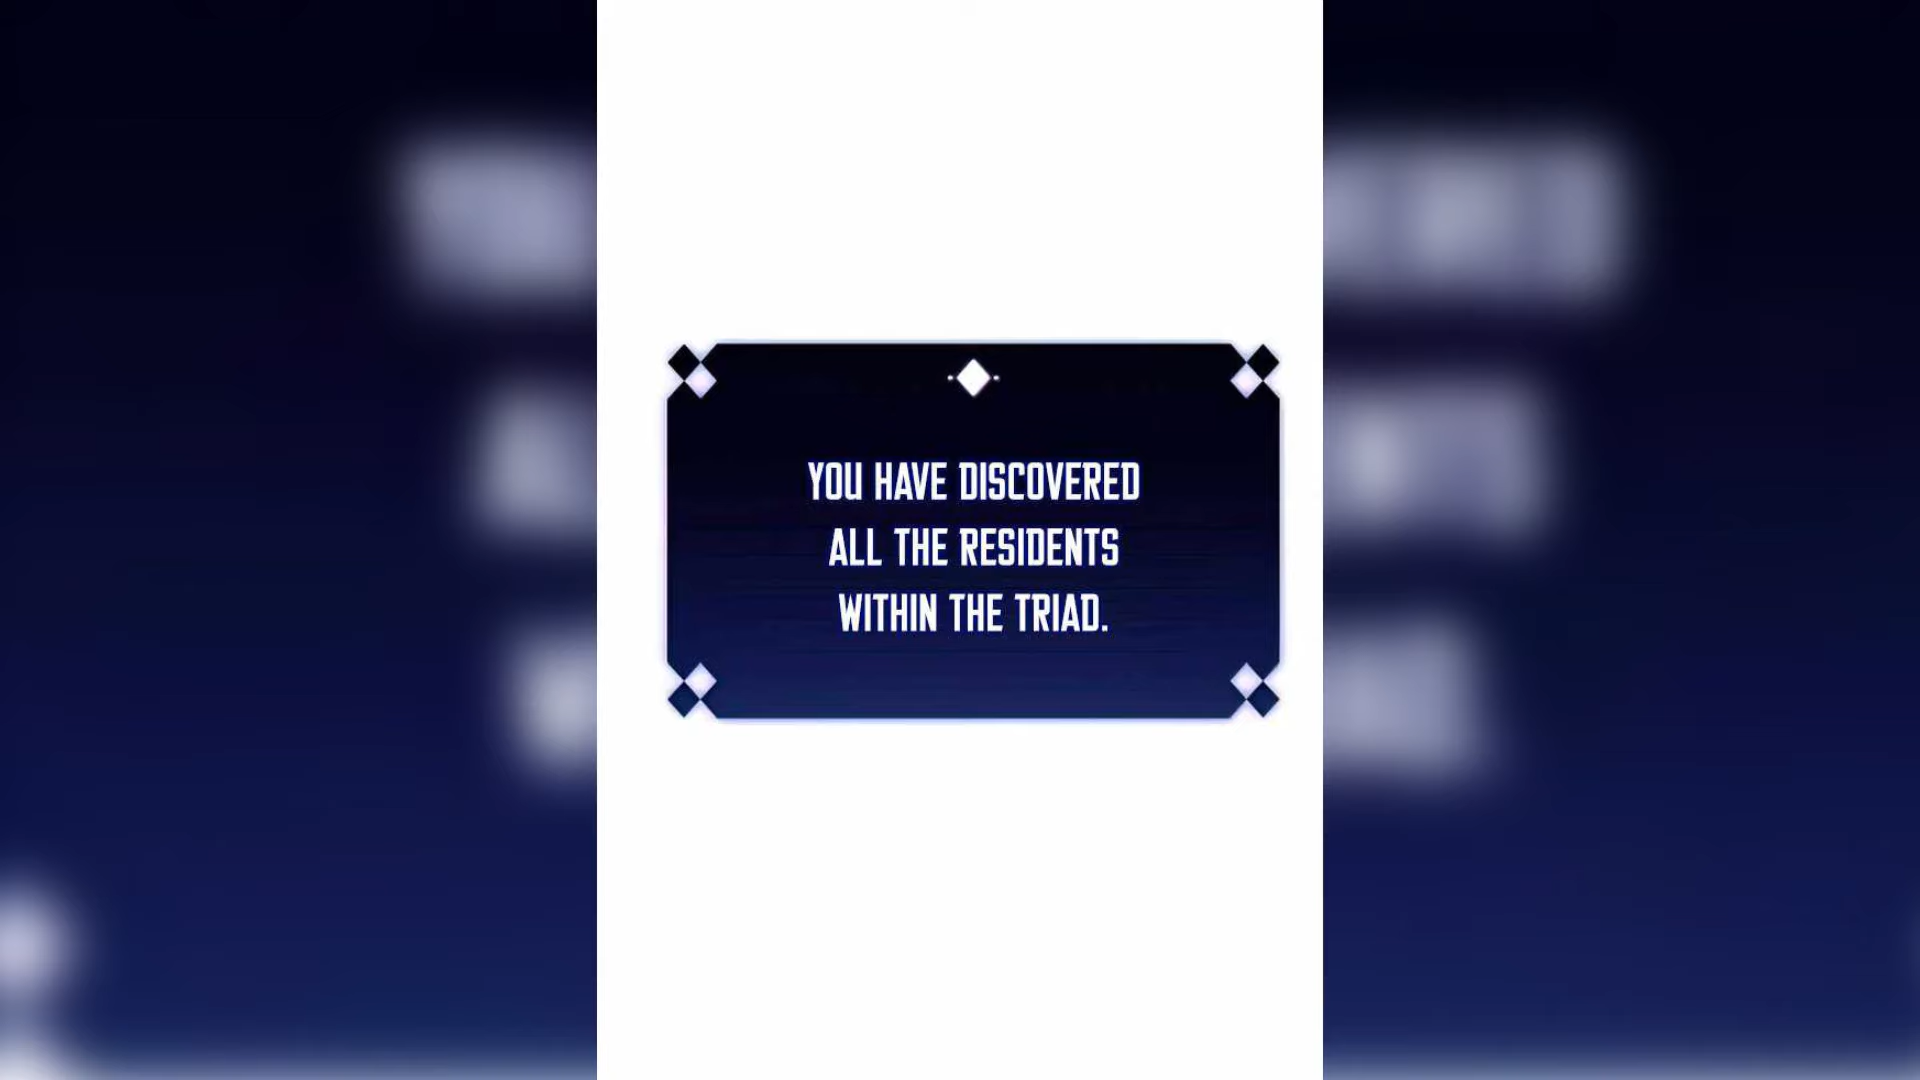 YOU HAVE DISCOVERED
ALL THE RESIDENTS
WITHIN THE TRIAD.